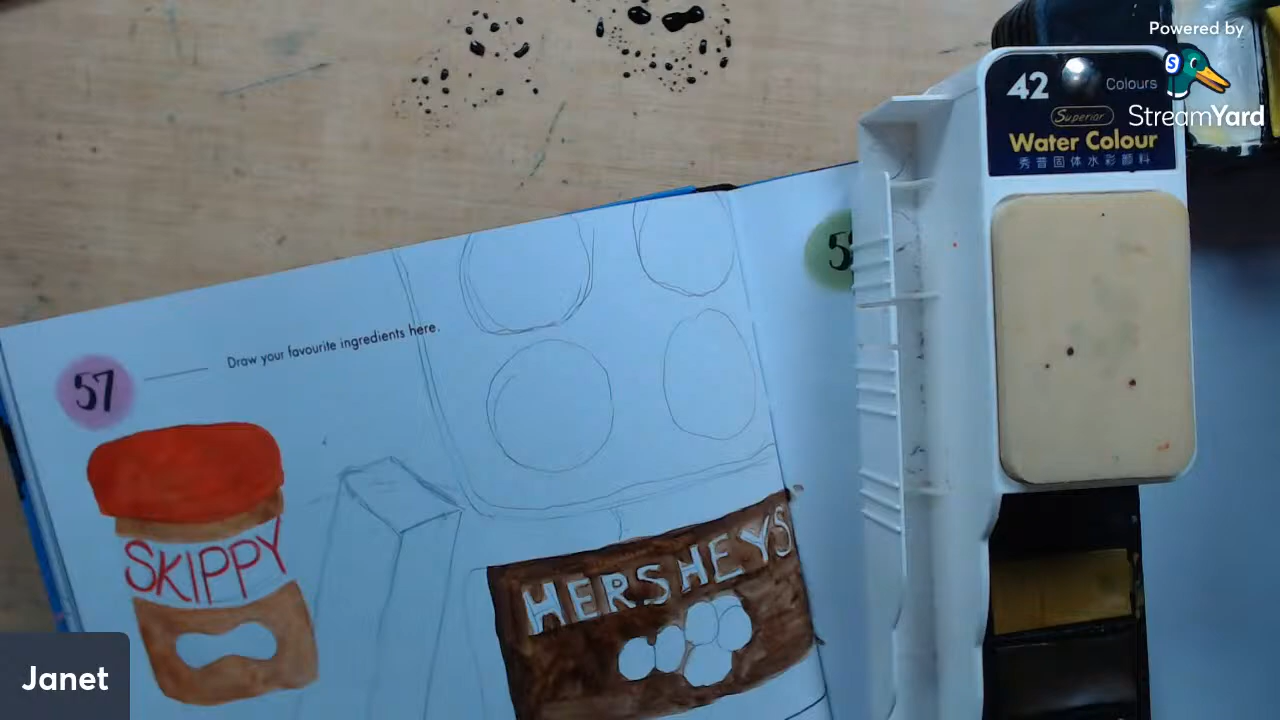 Powered by
StreamYard
42 Colours
Superior
Water Colour
秀普固体水彩颜料
57
Draw your favourite ingredients here.
SKIPPY
HERSHEYS
Janet